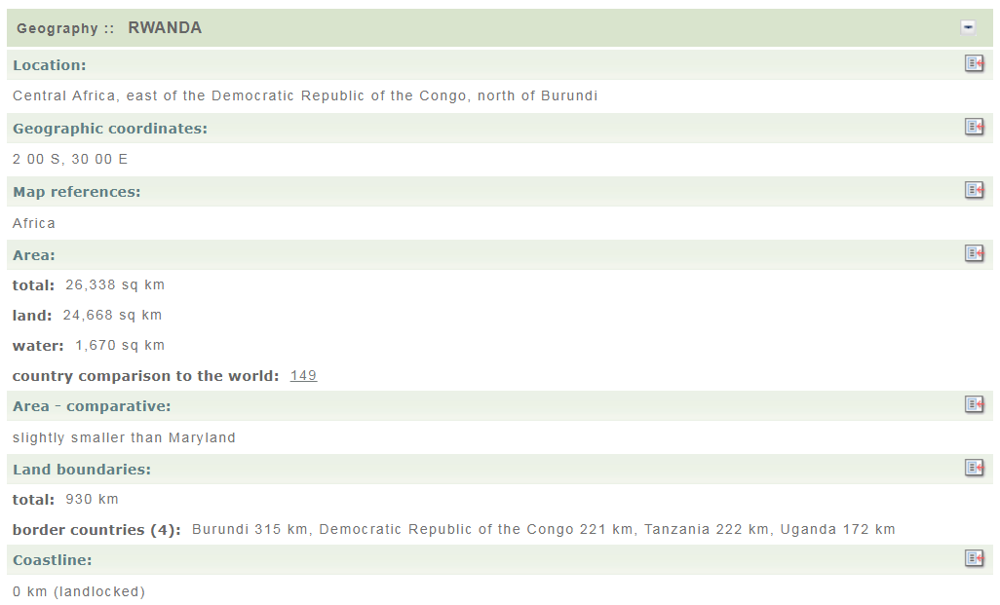 Geography :: RWANDA
Location:
Central Africa, east of the Democratic Republic of the Congo, north of Burundi
Geographic coordinates:
2 00 S, 30 00 E
Map references:
Africa
Area:
total: 26,338 sq km
land: 24,668 sq km
water: 1,670 sq km
country comparison to the world: 149
Area - comparative:
slightly smaller than Maryland
Land boundaries:
total: 930 km
border countries (4): Burundi 315 km, Democratic Republic of the Congo 221 km, Tanzania 222 km, Uganda 172 km
Coastline:
0 km (landlocked)